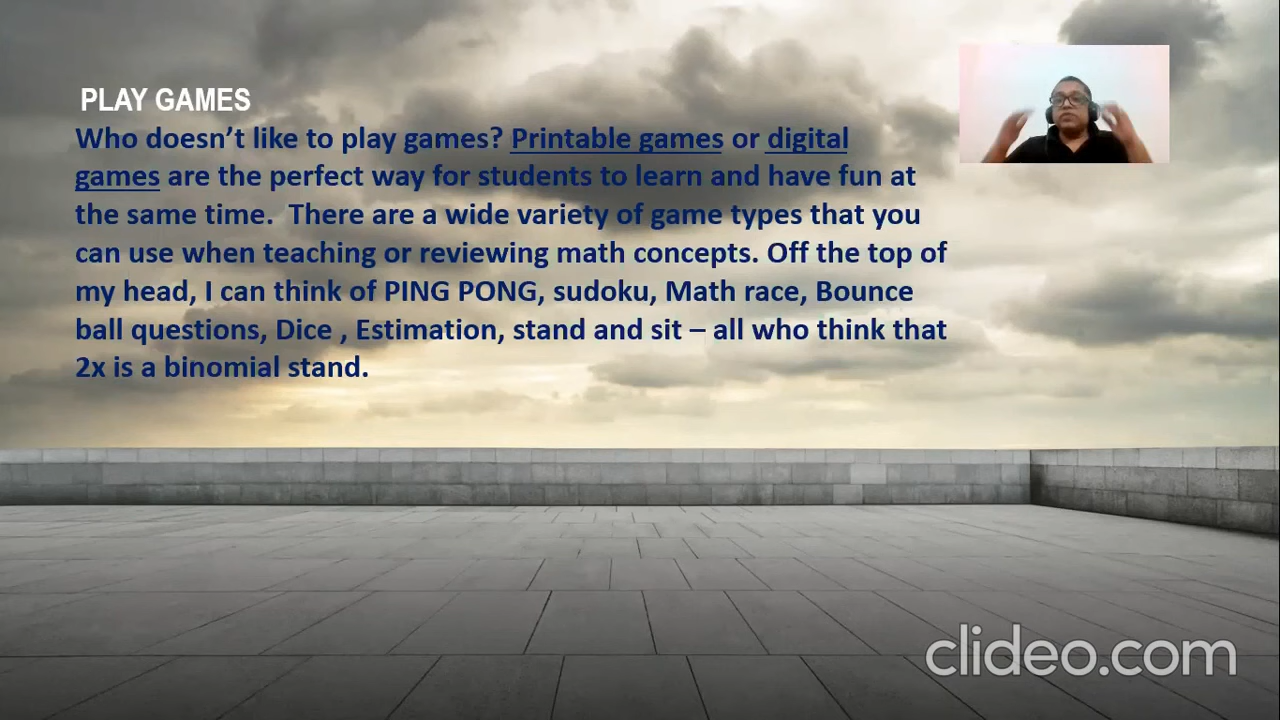 PLAY GAMES
Who doesn’t like to play games? Printable games or digital
games are the perfect way for students to learn and have fun at
the same time.  There are a wide variety of game types that you
can use when teaching or reviewing math concepts. Off the top of
my head, I can think of PING PONG, sudoku, Math race, Bounce
ball questions, Dice , Estimation, stand and sit – all who think that
2x is a binomial stand.
clideo.com